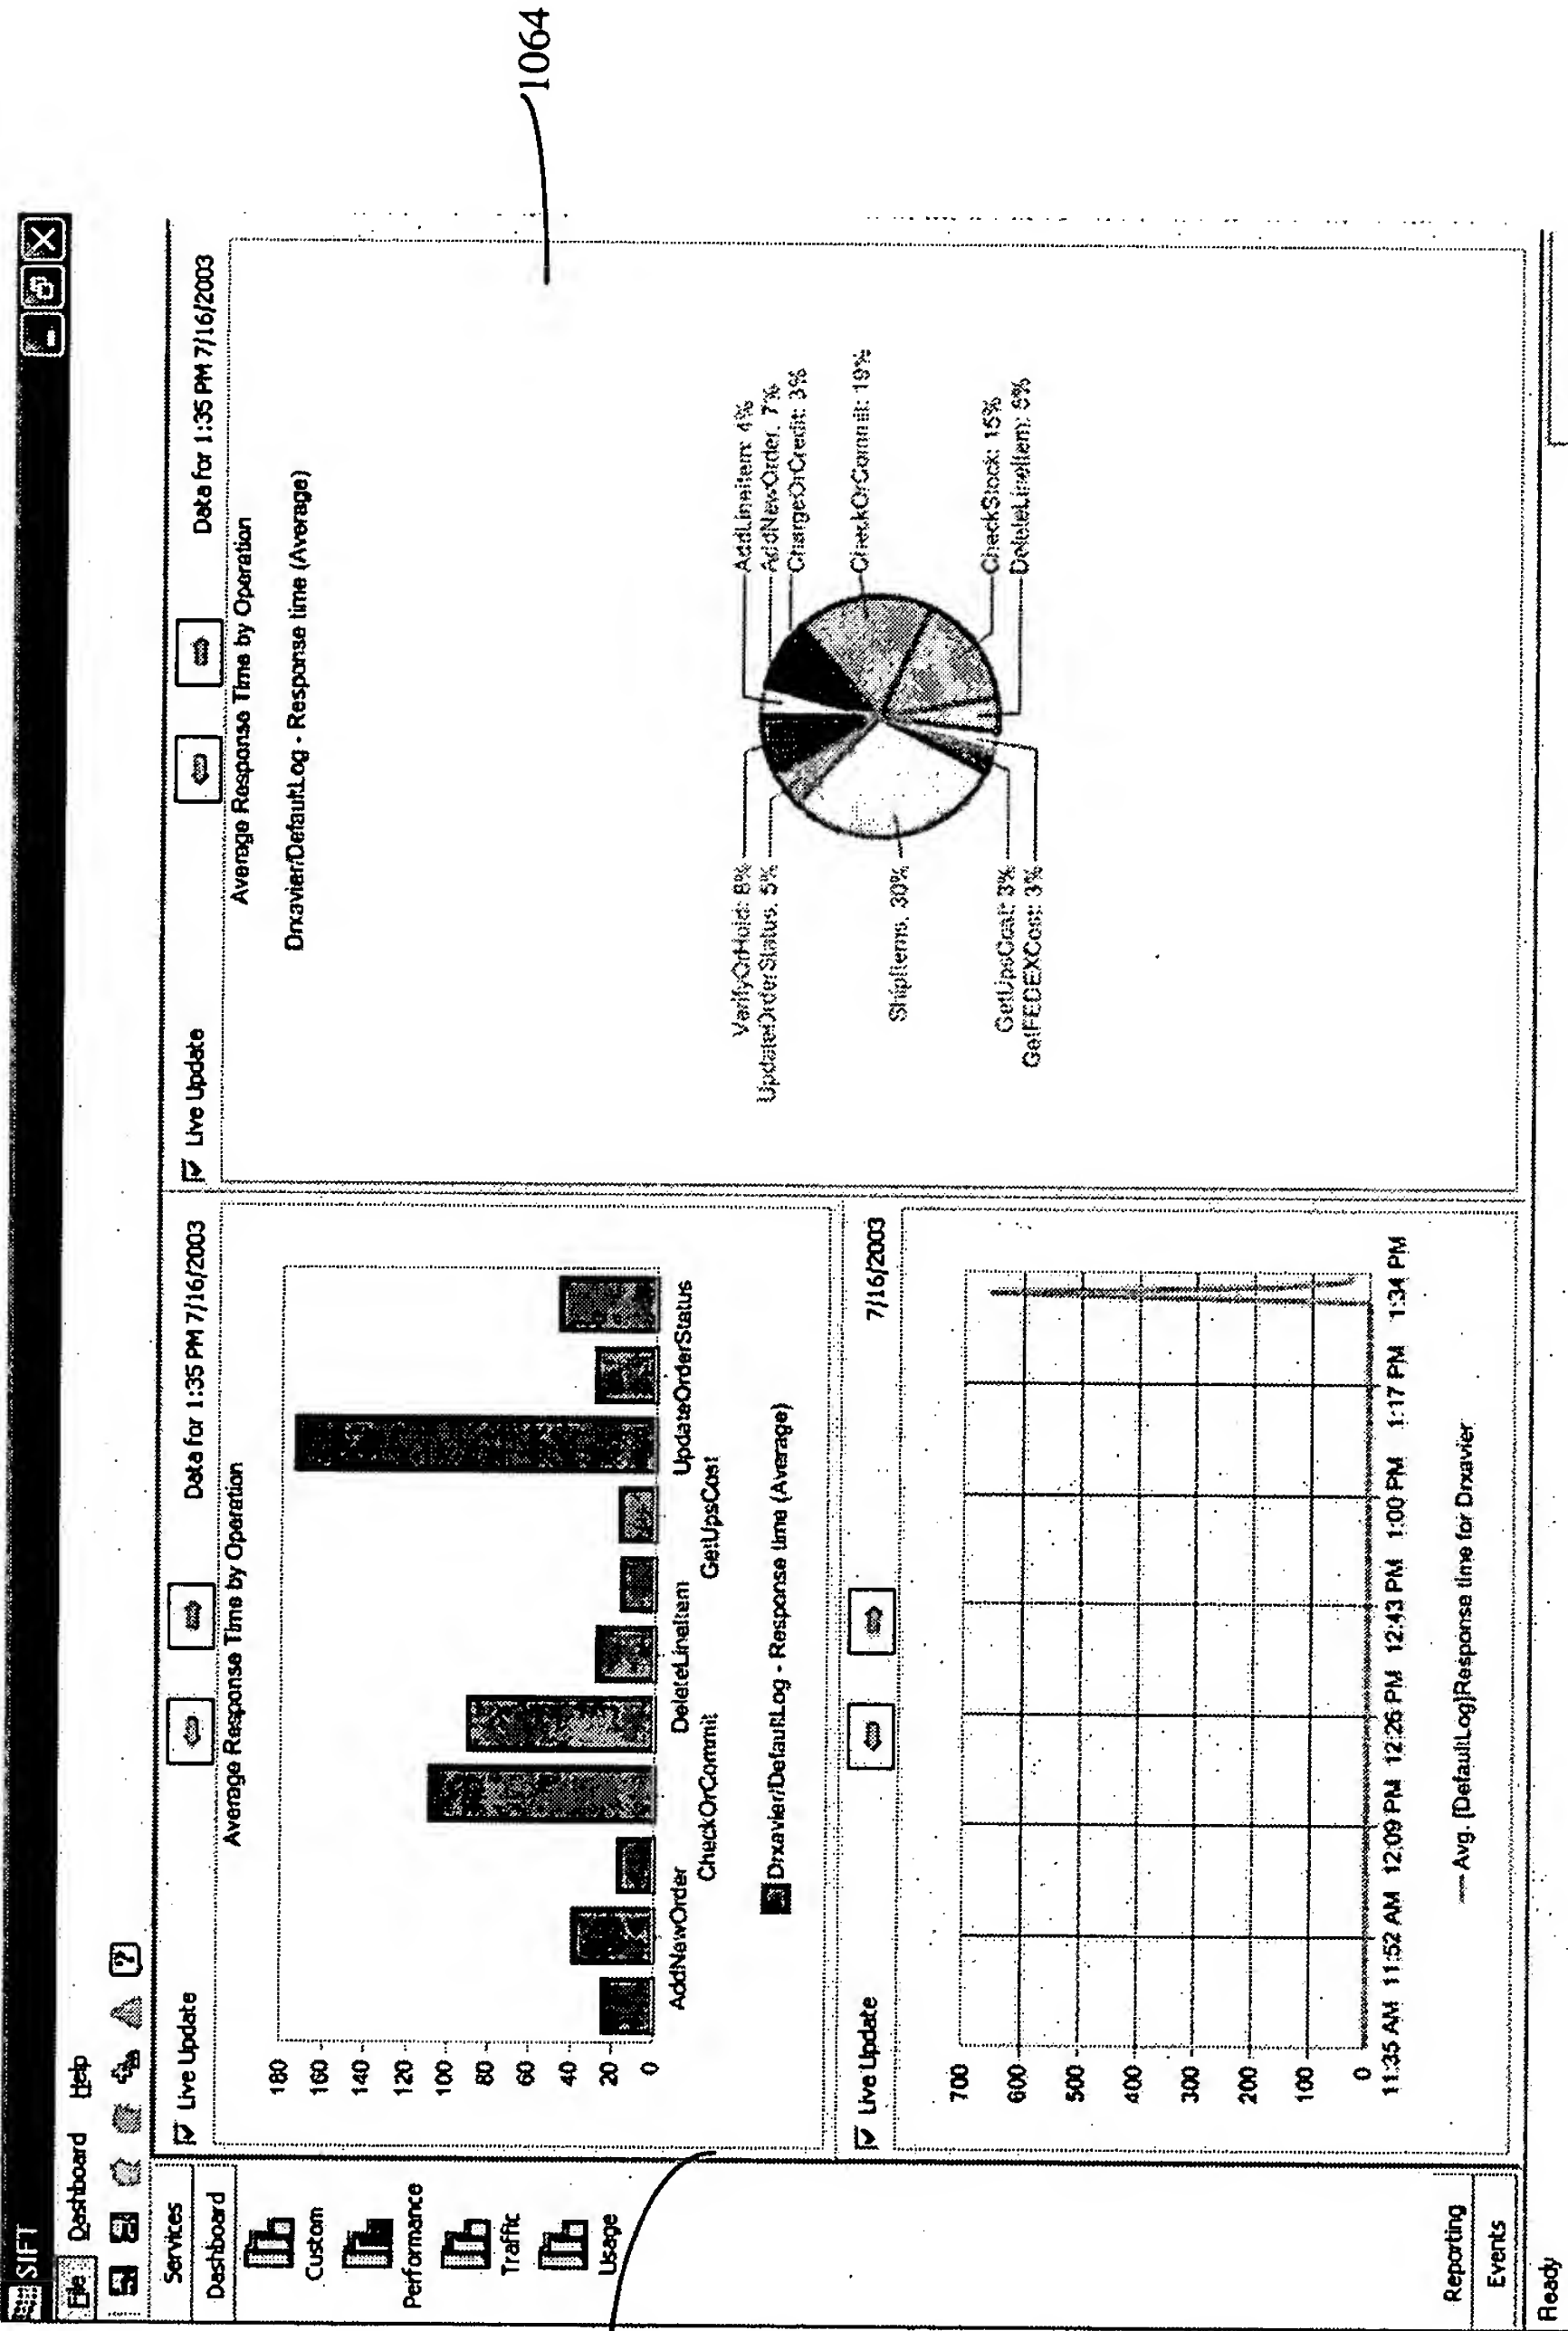 SIFT
File Dashboard Help
Services
Dashboard
Custom
Performance
Traffic
Usage
Reporting
Events
Ready
Live Update
Data for 1:35 PM 7/16/2003
Average Response Time by Operation
180
160
140
120
100
80
60
40
20
0
AddNewOrder
CheckOrCommit
DeleteLineItem
GetUpsCost
UpdateOrderStatus
Drxavier/DefaultLog - Response time (Average)
Live Update
7/16/2003
700
600
500
400
300
200
100
0
11:35 AM 11:52 AM 12:09 PM 12:26 PM 12:43 PM 1:00 PM 1:17 PM 1:34 PM
Avg. [DefaultLog]Response time for Drxavier
Live Update
Data for 1:35 PM 7/16/2003
Average Response Time by Operation
Drxavier/DefaultLog - Response time (Average)
VerifyOrHold: 8%
UpdateOrderStatus: 5%
ShipItems: 30%
GetUpsCost: 3%
GetFEDEXCost: 3%
AddLineItem: 4%
AddNewOrder: 7%
ChargeOrCredit: 3%
CheckOrCommit: 19%
CheckStock: 15%
DeleteLineItem: 5%
1064